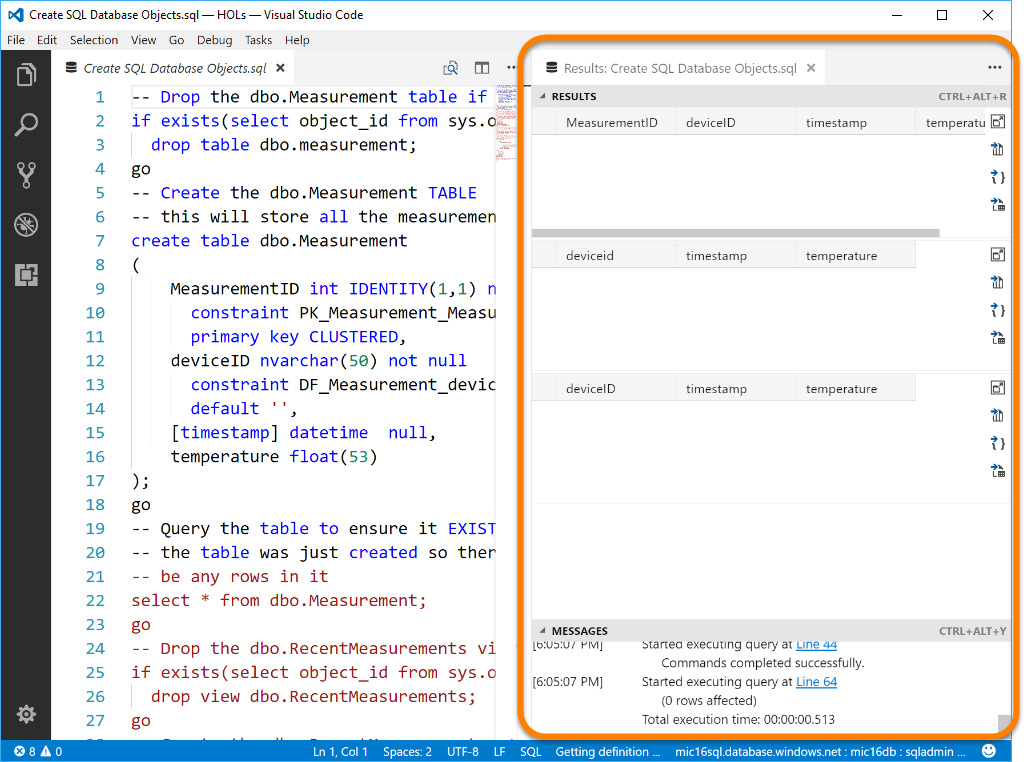 Create SQL Database Objects.sql — HOLs — Visual Studio Code
File Edit Selection View Go Debug Tasks Help
Create SQL Database Objects.sql
1 -- Drop the dbo.Measurement table if
2 if exists(select object_id from sys.o
3 drop table dbo.measurement;
4 go
5 -- Create the dbo.Measurement TABLE
6 -- this will store all the measuremen
7 create table dbo.Measurement
8 (
9 MeasurementID int IDENTITY(1,1) n
10 constraint PK_Measurement_Measu
11 primary key CLUSTERED,
12 deviceID nvarchar(50) not null
13 constraint DF_Measurement_devic
14 default '',
15 [timestamp] datetime  null,
16 temperature float(53)
17 );
18 go
19 -- Query the table to ensure it EXIST
20 -- the table was just created so ther
21 -- be any rows in it
22 select * from dbo.Measurement;
23 go
24 -- Drop the dbo.RecentMeasurements vi
25 if exists(select object_id from sys.o
26 drop view dbo.RecentMeasurements;
27 go
Results: Create SQL Database Objects.sql
RESULTS CTRL+ALT+R
MeasurementID deviceID timestamp temperatu
deviceid timestamp temperature
deviceID timestamp temperature
MESSAGES CTRL+ALT+Y
[6:05:07 PM] Started executing query at Line 44
Commands completed successfully.
[6:05:07 PM] Started executing query at Line 64
(0 rows affected)
Total execution time: 00:00:00.513
8 0 Ln 1, Col 1 Spaces: 2 UTF-8 LF SQL Getting definition ... mic16sql.database.windows.net : mic16db : sqladmin ...